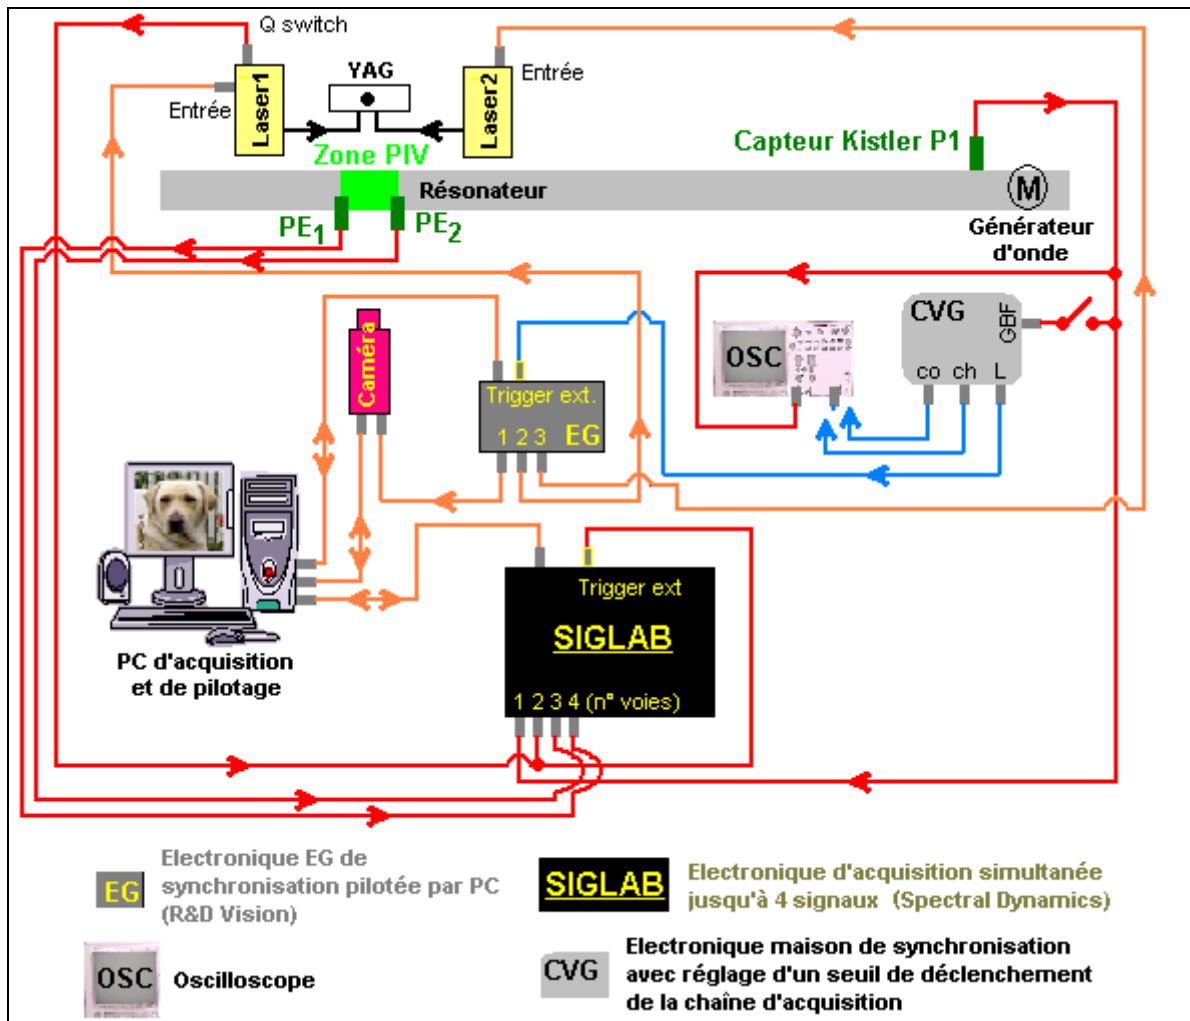 Q switch
YAG
Entrée
Laser1
Entrée
Laser2
Zone PIV
Capteur Kistler P1
Résonateur
M
PE1
PE2
Générateur
d'onde
CVG
GBF
co ch L
OSC
Caméra
Trigger ext.
1 2 3 EG
Trigger ext
SIGLAB
1 2 3 4 (n° voies)
PC d'acquisition
et de pilotage
EG
Electronique EG de
synchronisation pilotée par PC
(R&D Vision)
SIGLAB
Electronique d'acquisition simultanée
jusqu'à 4 signaux (Spectral Dynamics)
OSC
Oscilloscope
CVG
Electronique maison de synchronisation
avec réglage d'un seuil de déclenchement
de la chaîne d'acquisition